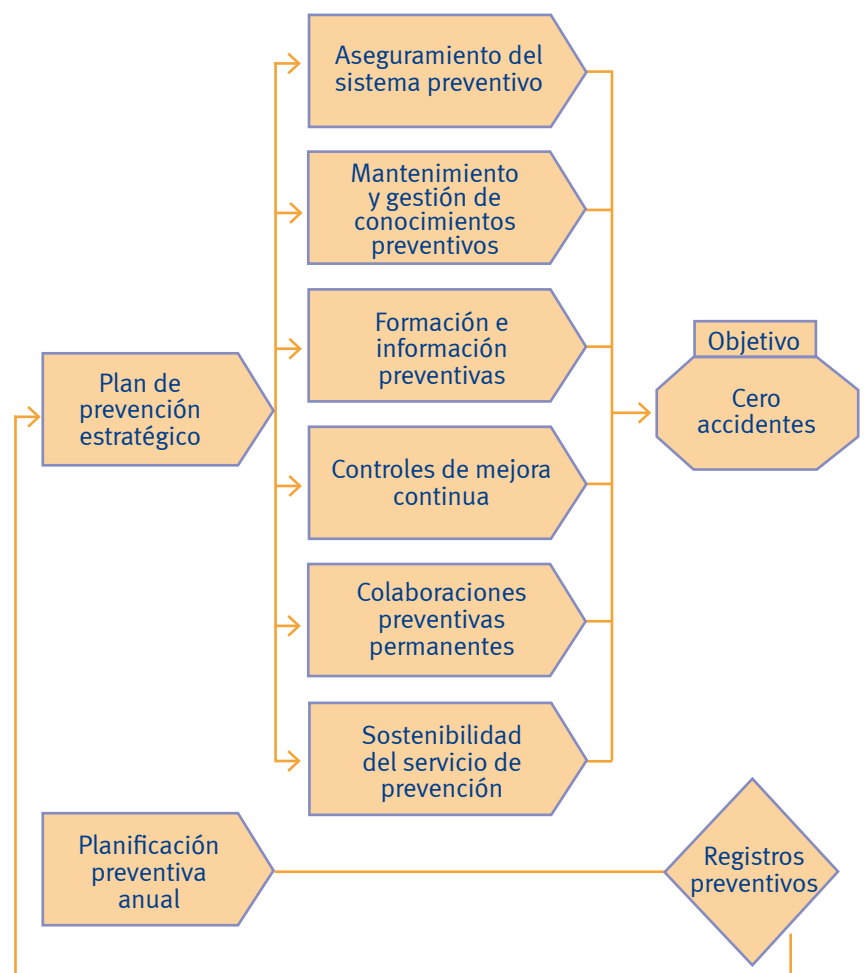 Aseguramiento del
sistema preventivo
Mantenimiento
y gestión de
conocimientos
preventivos
Formación e
información
preventivas
Plan de
prevención
estratégico
Objetivo
Cero
accidentes
Controles de mejora
continua
Colaboraciones
preventivas
permanentes
Sostenibilidad
del servicio de
prevención
Planificación
preventiva
anual
Registros
preventivos